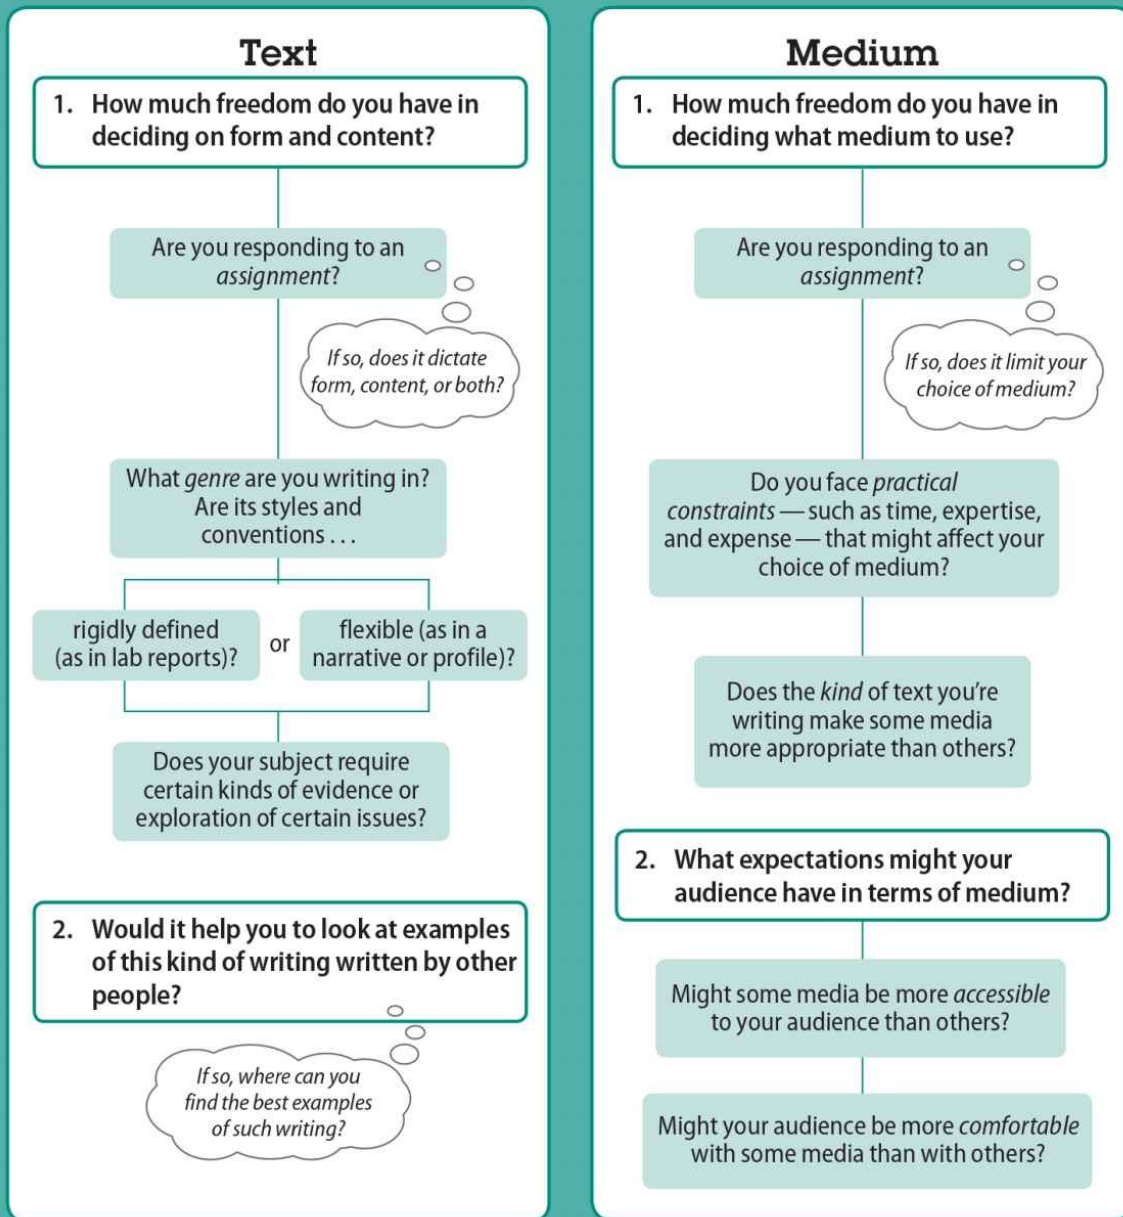 Text
1. How much freedom do you have in
deciding on form and content?
Are you responding to an
assignment?
If so, does it dictate
form, content, or both?
What genre are you writing in?
Are its styles and
conventions . . .
rigidly defined
(as in lab reports)?
or
flexible (as in a
narrative or profile)?
Does your subject require
certain kinds of evidence or
exploration of certain issues?
2. Would it help you to look at examples
of this kind of writing written by other
people?
If so, where can you
find the best examples
of such writing?
Medium
1. How much freedom do you have in
deciding what medium to use?
Are you responding to an
assignment?
If so, does it limit your
choice of medium?
Do you face practical
constraints — such as time, expertise,
and expense — that might affect your
choice of medium?
Does the kind of text you're
writing make some media
more appropriate than others?
2. What expectations might your
audience have in terms of medium?
Might some media be more accessible
to your audience than others?
Might your audience be more comfortable
with some media than with others?